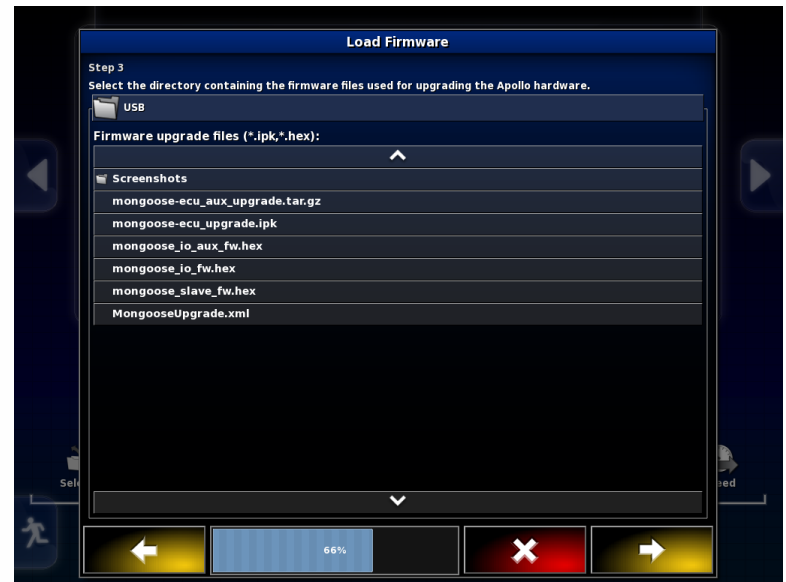 Load Firmware
Step 3
Select the directory containing the firmware files used for upgrading the Apollo hardware.
USB
Firmware upgrade files (*.ipk,*.hex):
Screenshots
mongoose-ecu_aux_upgrade.tar.gz
mongoose-ecu_upgrade.ipk
mongoose_io_aux_fw.hex
mongoose_io_fw.hex
mongoose_slave_fw.hex
MongooseUpgrade.xml
66%